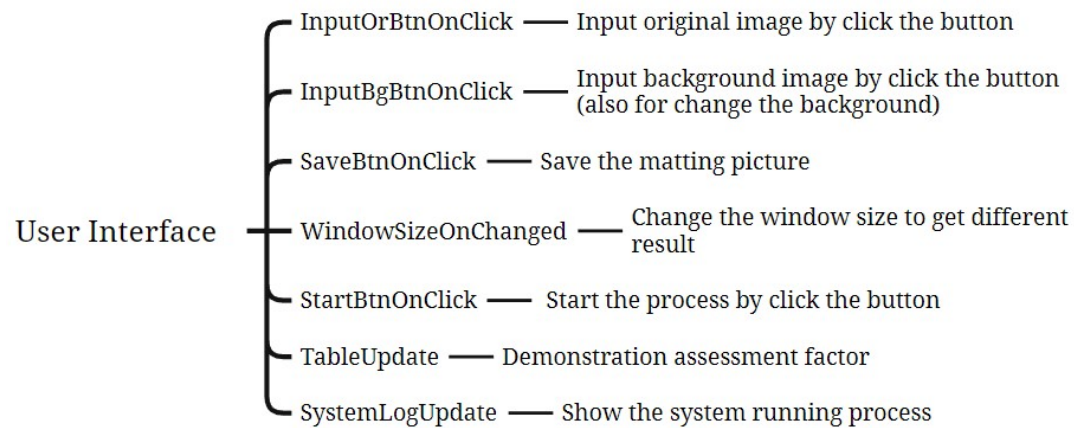 InputOrBtnOnClick Input original image by click the button
InputBgBtnOnClick Input background image by click the button
(also for change the background)
SaveBtnOnClick Save the matting picture
User Interface
WindowSizeOnChanged Change the window size to get different
result
StartBtnOnClick Start the process by click the button
TableUpdate Demonstration assessment factor
SystemLogUpdate Show the system running process